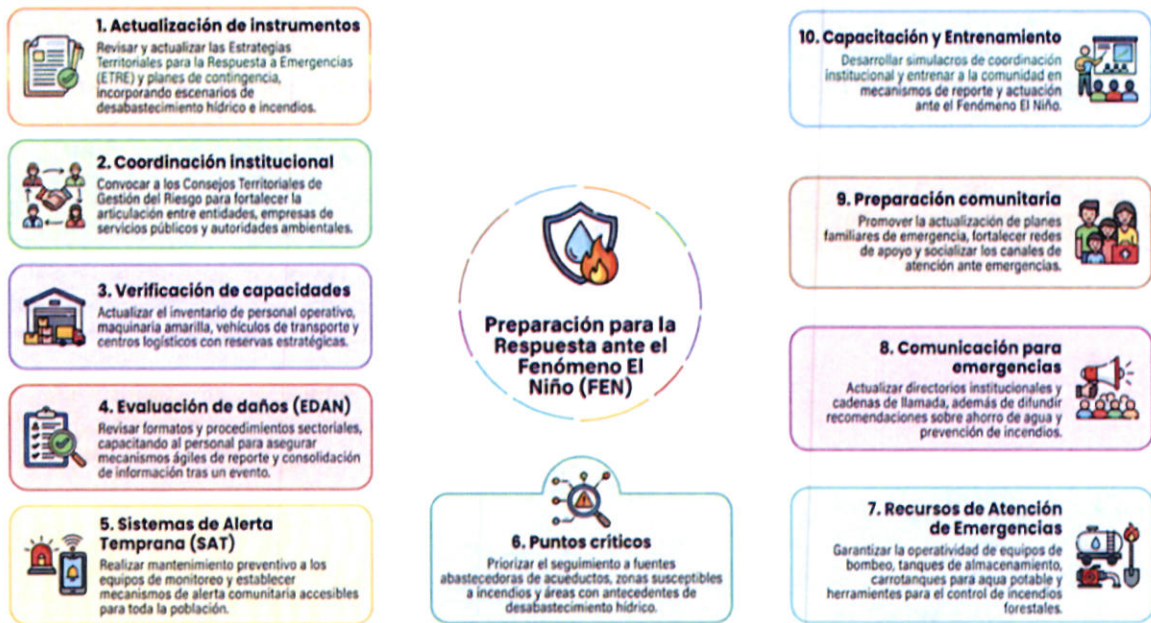 1. Actualización de instrumentos
Revisar y actualizar las Estrategias
Territoriales para la Respuesta a Emergencias
(ETRE) y planes de contingencia,
incorporando escenarios de
desabastecimiento hídrico e incendios.
2. Coordinación institucional
Convocar a los Consejos Territoriales de
Gestión del Riesgo para fortalecer la
articulación entre entidades, empresas de
servicios públicos y autoridades ambientales.
3. Verificación de capacidades
Actualizar el inventario de personal operativo,
maquinaria amarilla, vehículos de transporte y
centros logísticos con reservas estratégicas.
4. Evaluación de daños (EDAN)
Revisar formatos y procedimientos sectoriales,
capacitando al personal para asegurar
mecanismos ágiles de reporte y consolidación
de información tras un evento.
5. Sistemas de Alerta
Temprana (SAT)
Realizar mantenimiento preventivo a los
equipos de monitoreo y establecer
mecanismos de alerta comunitaria accesibles
para toda la población.
Preparación para la
Respuesta ante el
Fenómeno El
Niño (FEN)
6. Puntos críticos
Priorizar el seguimiento a fuentes
abastecedoras de acueductos, zonas susceptibles
a incendios y áreas con antecedentes de
desabastecimiento hídrico.
10. Capacitación y Entrenamiento
Desarrollar simulacros de coordinación
institucional y entrenar a la comunidad en
mecanismos de reporte y actuación
ante el Fenómeno El Niño.
9. Preparación comunitaria
Promover la actualización de planes
familiares de emergencia, fortalecer redes
de apoyo y socializar los canales de
atención ante emergencias.
8. Comunicación para
emergencias
Actualizar directorios institucionales y
cadenas de llamada, además de difundir
recomendaciones sobre ahorro de agua y
prevención de incendios.
7. Recursos de Atención
de Emergencias
Garantizar la operatividad de equipos de
bombeo, tanques de almacenamiento,
carrotanques para agua potable y
herramientes para el control de incendios
forestales.